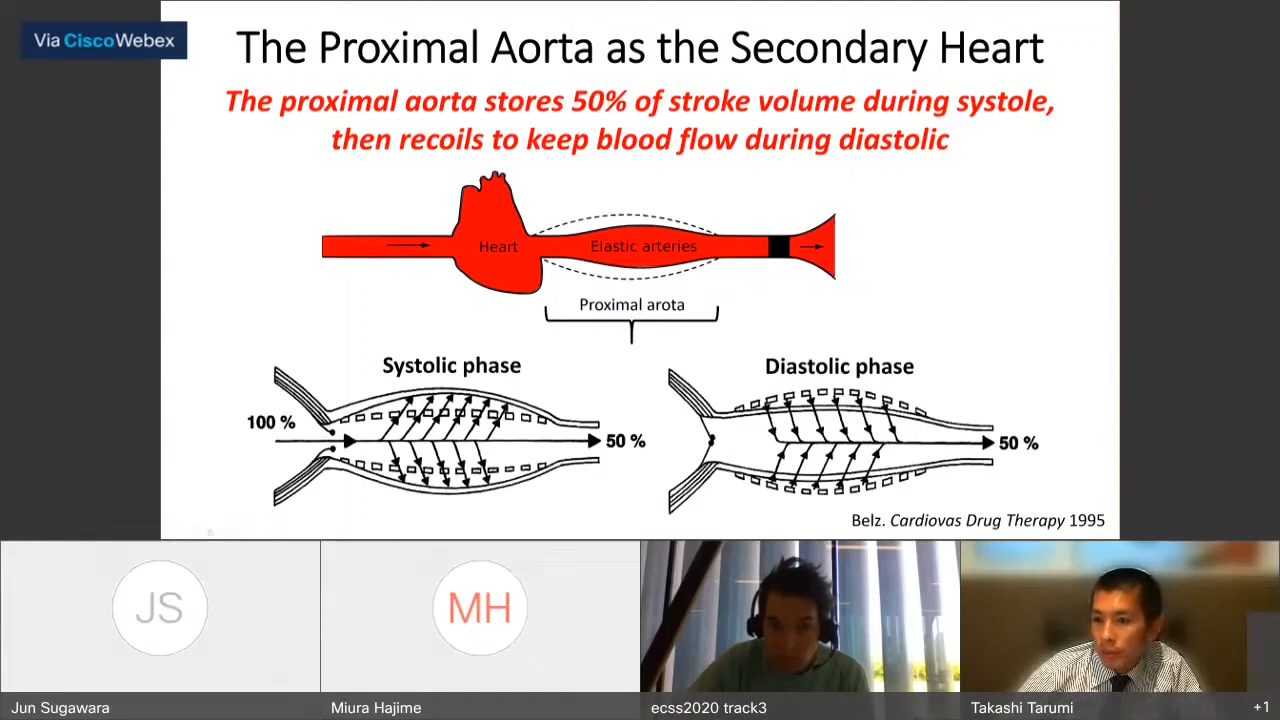 Via Cisco Webex
The Proximal Aorta as the Secondary Heart
The proximal aorta stores 50% of stroke volume during systole,
then recoils to keep blood flow during diastolic
Heart
Elastic arteries
Proximal arota
Systolic phase
100 %
50 %
Diastolic phase
50 %
Belz. Cardiovas Drug Therapy 1995
JS
MH
Jun Sugawara
Miura Hajime
ecss2020 track3
Takashi Tarumi
+1